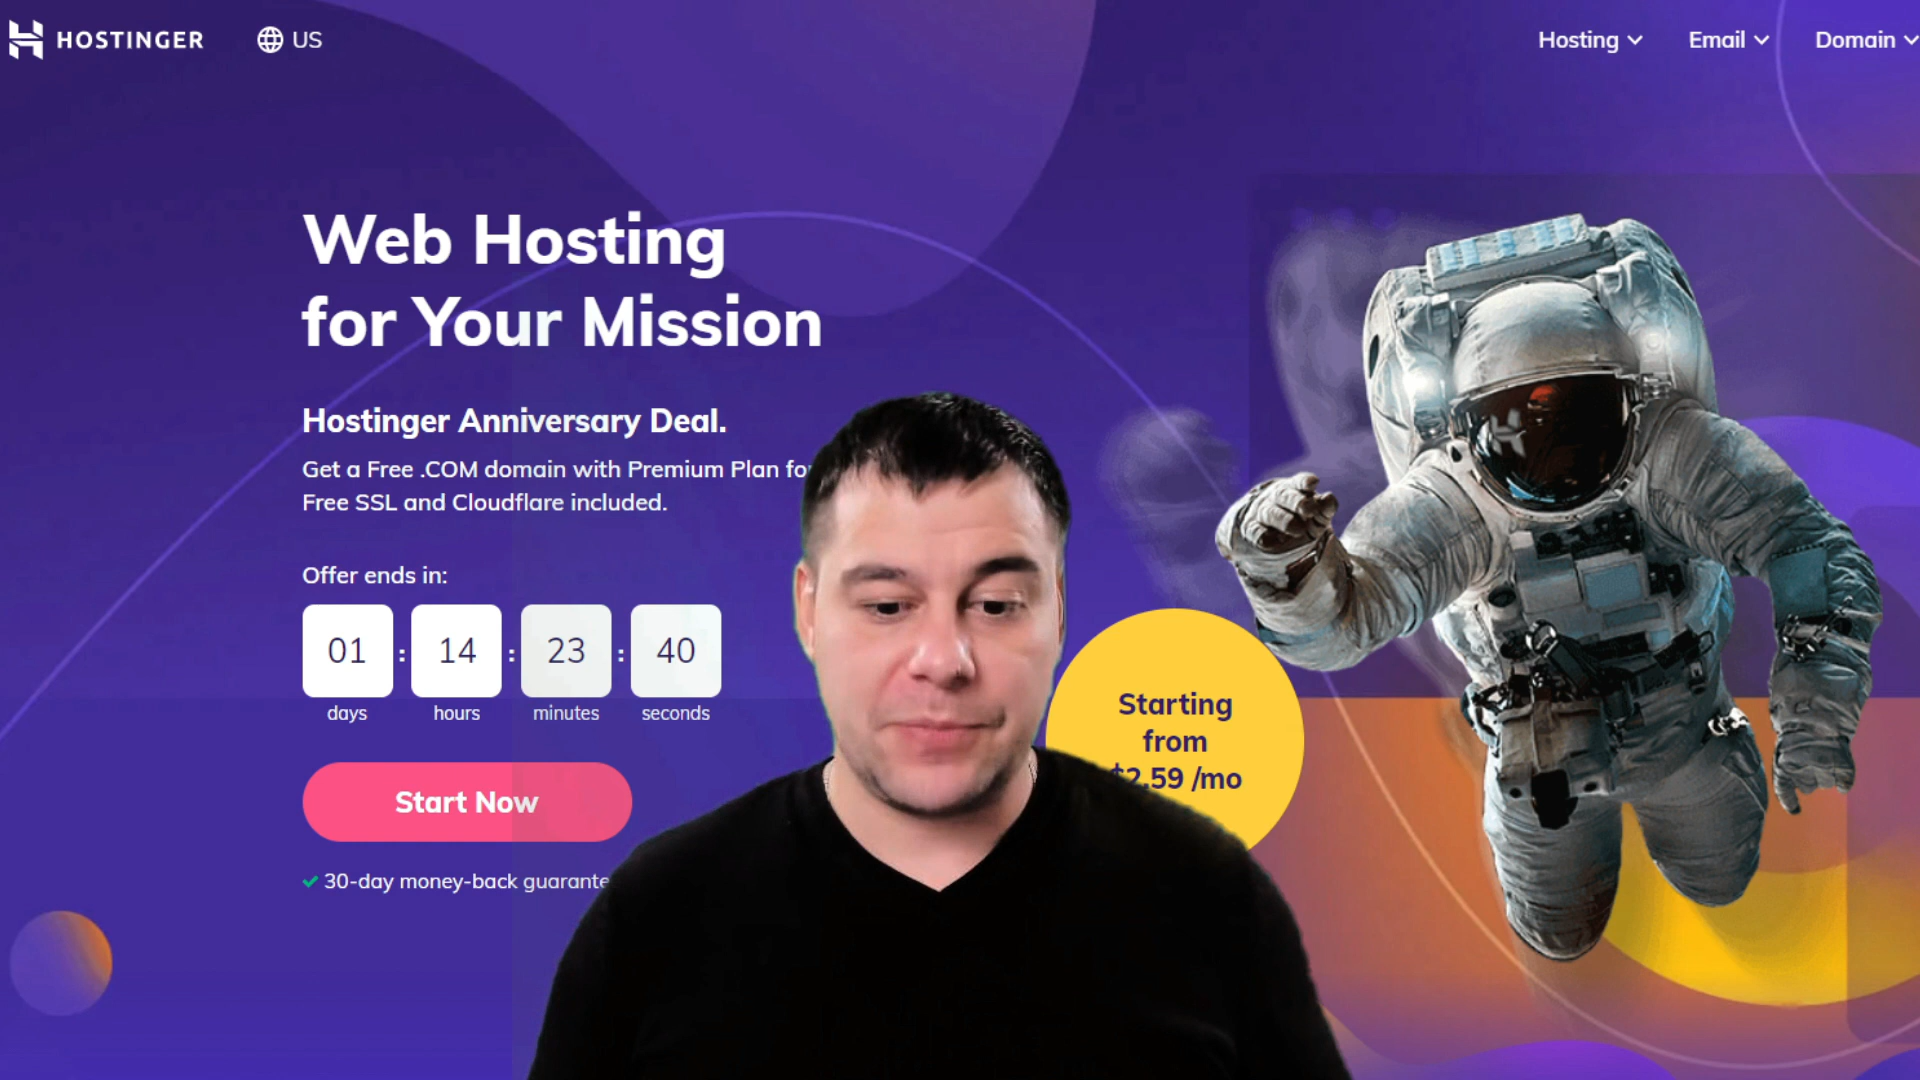 HOSTINGER
US
Hosting
Email
Domain
Web Hosting
for Your Mission
Hostinger Anniversary Deal.
Get a Free .COM domain with Premium Plan
Free SSL and Cloudflare included.
Offer ends in:
01 : 14 : 23 : 40
days hours minutes seconds
Starting
from
$2.59 /mo
Start Now
30-day money-back